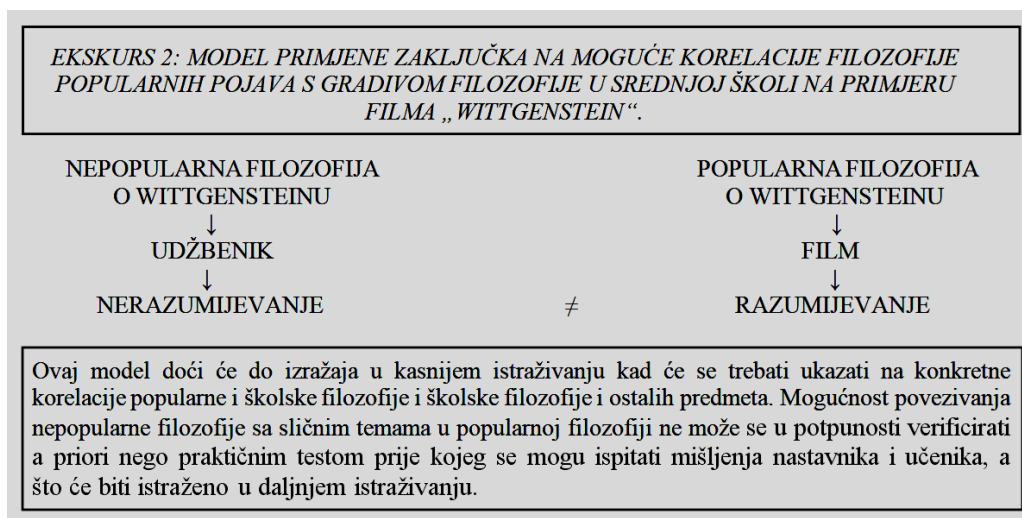 EKSKURS 2: MODEL PRIMJENE ZAKLJUČKA NA MOGUĆE KORELACIJE FILOZOFIJE
POPULARNIH POJAVA S GRADIVOM FILOZOFIJE U SREDNJOJ ŠKOLI NA PRIMJERU
FILMA „WITTGENSTEIN“.
NEPOPULARNA FILOZOFIJA
O WITTGENSTEINU
↓
UDŽBENIK
↓
NERAZUMIJEVANJE
≠
POPULARNA FILOZOFIJA
O WITTGENSTEINU
↓
FILM
↓
RAZUMIJEVANJE
Ovaj model doći će do izražaja u kasnijem istraživanju kad će se trebati ukazati na konkretne
korelacije popularne i školske filozofije i školske filozofije i ostalih predmeta. Mogućnost povezivanja
nepopularne filozofije sa sličnim temama u popularnoj filozofiji ne može se u potpunosti verificirati
a priori nego praktičnim testom prije kojeg se mogu ispitati mišljenja nastavnika i učenika, a
što će biti istraženo u daljnjem istraživanju.